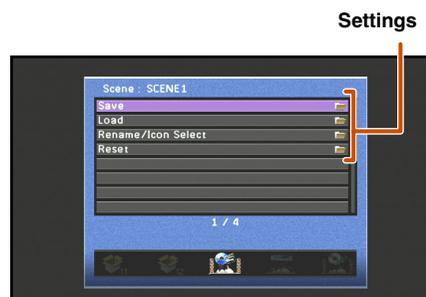 Settings
Scene : SCENE1
Save
Load
Rename/Icon Select
Reset
1 / 4